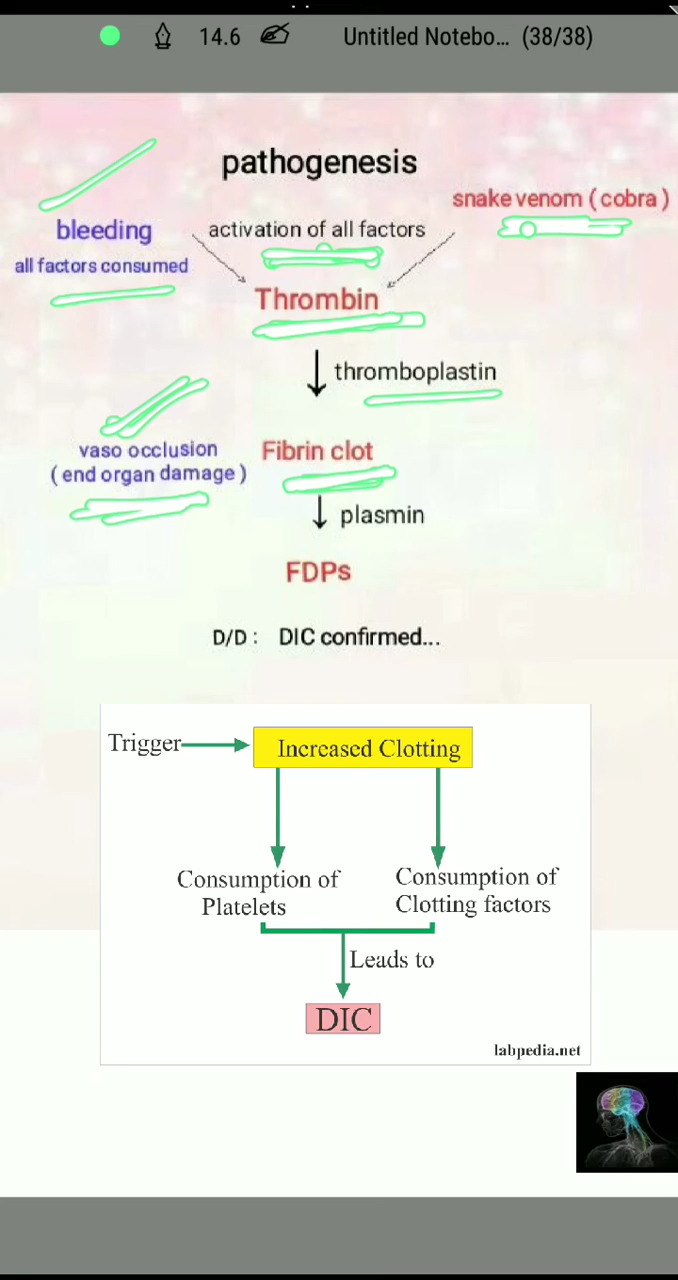 14.6 Untitled Notebo... (38/38)
pathogenesis
snake venom ( cobra )
bleeding
activation of all factors
all factors consumed
Thrombin
thromboplastin
vaso occlusion
( end organ damage )
Fibrin clot
plasmin
FDPs
D/D : DIC confirmed...
Trigger
Increased Clotting
Consumption of
Platelets
Consumption of
Clotting factors
Leads to
DIC
labpedia.net